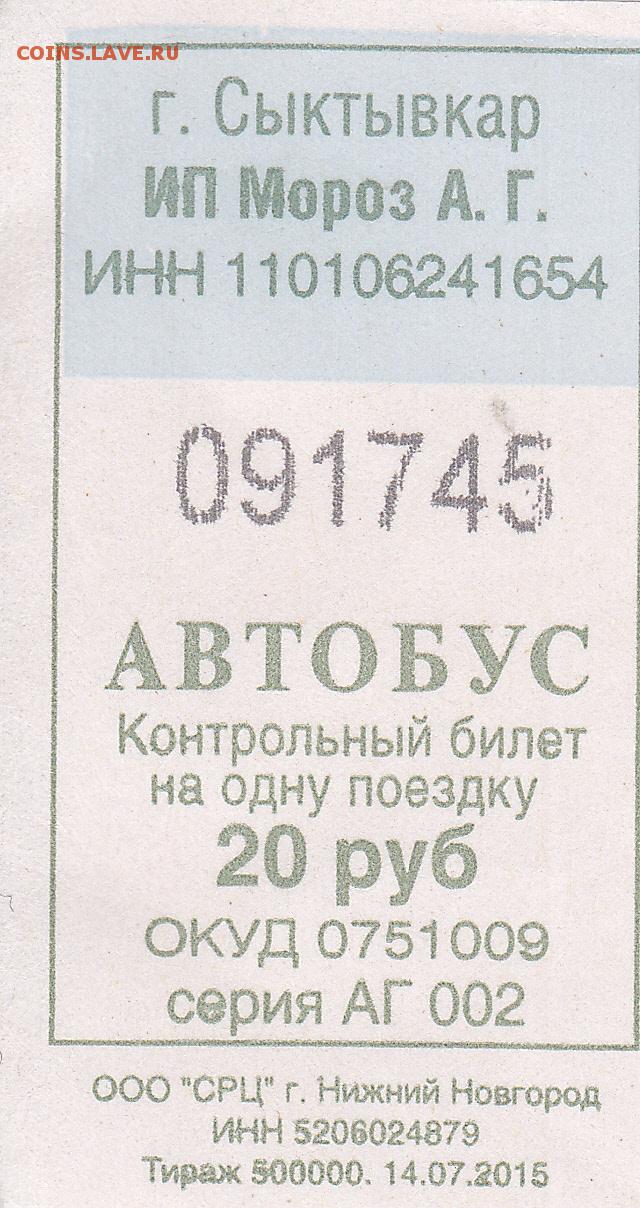 COINS.LAVE.RU
г. Сыктывкар
ИП Мороз А. Г.
ИНН 110106241654
091745
АВТОБУС
Контрольный билет
на одну поездку
20 руб
ОКУД 0751009
серия АГ 002
ООО "СРЦ" г. Нижний Новгород
ИНН 5206024879
Тираж 500000. 14.07.2015